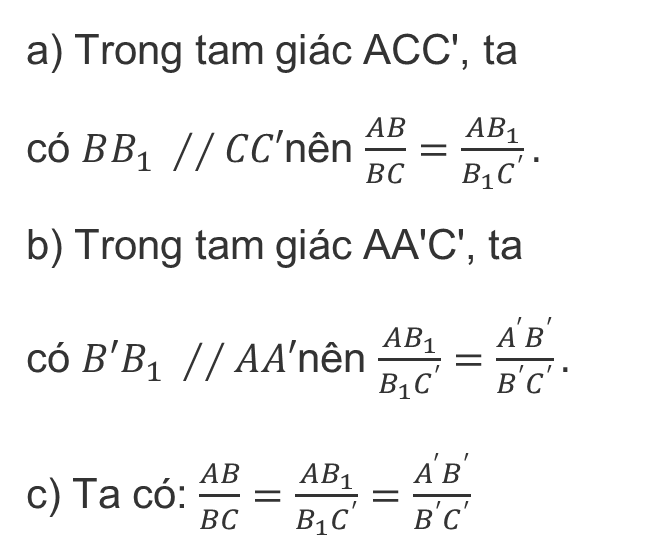 a) Trong tam giác ACC', ta
có $BB_1 \ // \ CC'$nên $\frac{AB}{BC} = \frac{AB_1}{B_1C'}$.
b) Trong tam giác AA'C', ta
có $B'B_1 \ // \ AA'$nên $\frac{AB_1}{B_1C'} = \frac{A'B'}{B'C'}$.
c) Ta có: $\frac{AB}{BC} = \frac{AB_1}{B_1C'} = \frac{A'B'}{B'C'}$